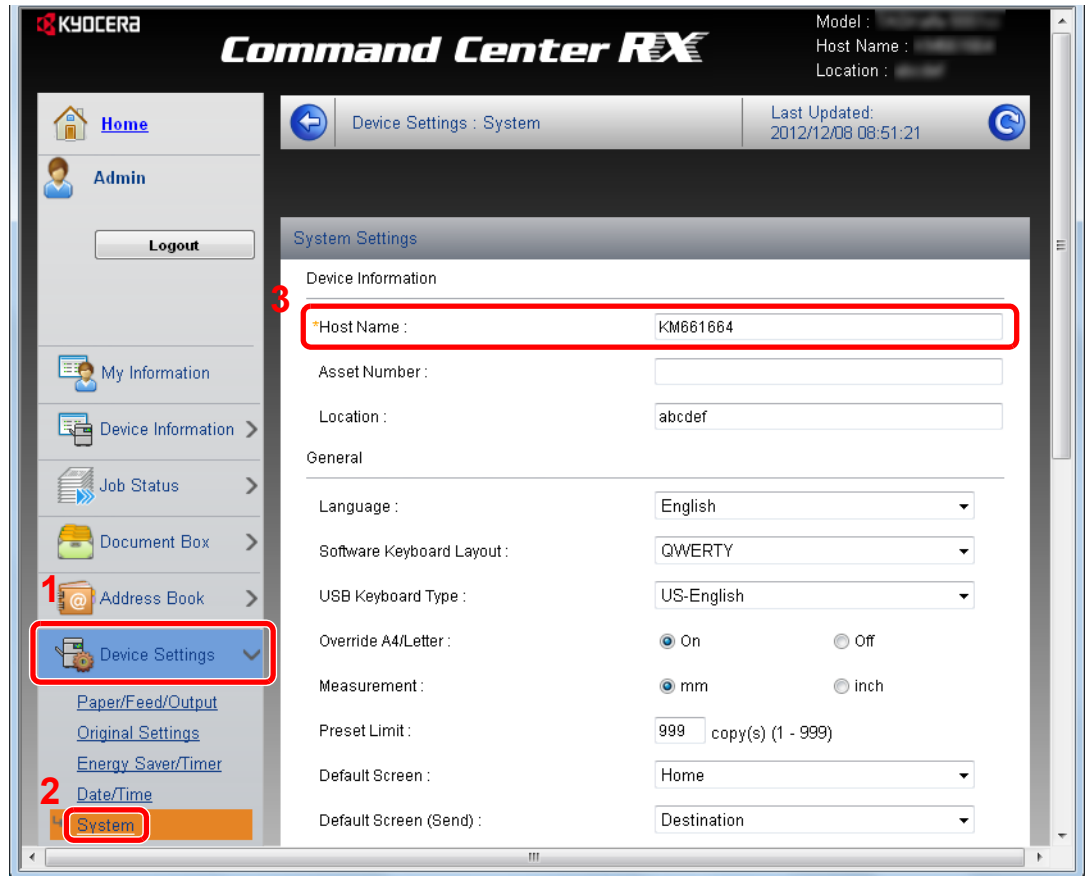 KYOCERA
Command Center RX
Model :
Host Name :
Location :
Home
Admin
Logout
My Information
Device Information
Job Status
Document Box
1
Address Book
Device Settings
Paper/Feed/Output
Original Settings
Energy Saver/Timer
2
Date/Time
System
Device Settings : System
Last Updated:
2012/12/08 08:51:21
System Settings
Device Information
3
*Host Name : KM661664
Asset Number :
Location : abcdef
General
Language : English
Software Keyboard Layout : QWERTY
USB Keyboard Type : US-English
Override A4/Letter : On Off
Measurement : mm inch
Preset Limit : 999 copy(s) (1 - 999)
Default Screen : Home
Default Screen (Send) : Destination